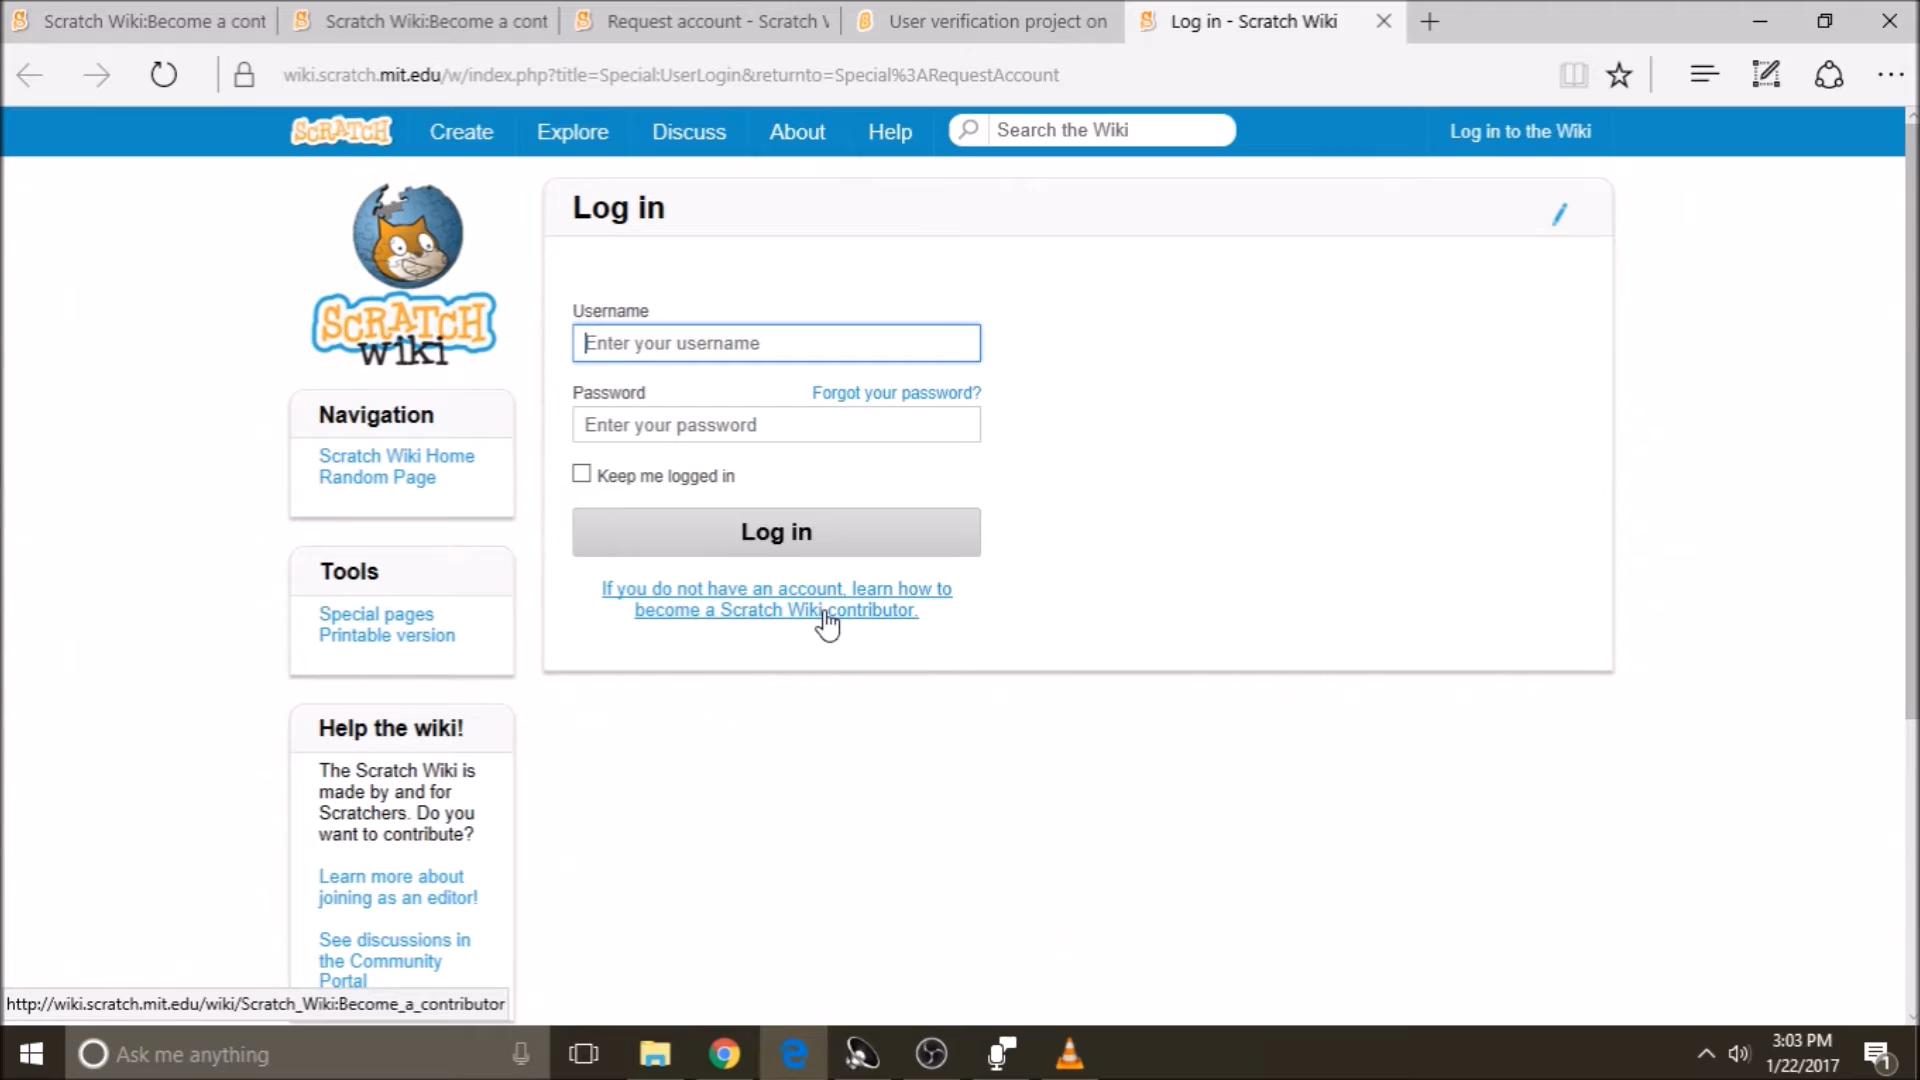 Scratch Wiki:Become a cont
Scratch Wiki:Become a cont
Request account - Scratch W
User verification project on
Log in - Scratch Wiki
wiki.scratch.mit.edu/w/index.php?title=Special:UserLogin&returnto=Special%3ARequestAccount
SCRATCH
Create
Explore
Discuss
About
Help
Search the Wiki
Log in to the Wiki
SCRATCH
wiki
Log in
Username
Enter your username
Password
Forgot your password?
Enter your password
Keep me logged in
Log in
If you do not have an account, learn how to
become a Scratch Wiki contributor.
Navigation
Scratch Wiki Home
Random Page
Tools
Special pages
Printable version
Help the wiki!
The Scratch Wiki is
made by and for
Scratchers. Do you
want to contribute?
Learn more about
joining as an editor!
See discussions in
the Community
Portal
http://wiki.scratch.mit.edu/wiki/Scratch_Wiki:Become_a_contributor
Ask me anything
3:03 PM
1/22/2017
1